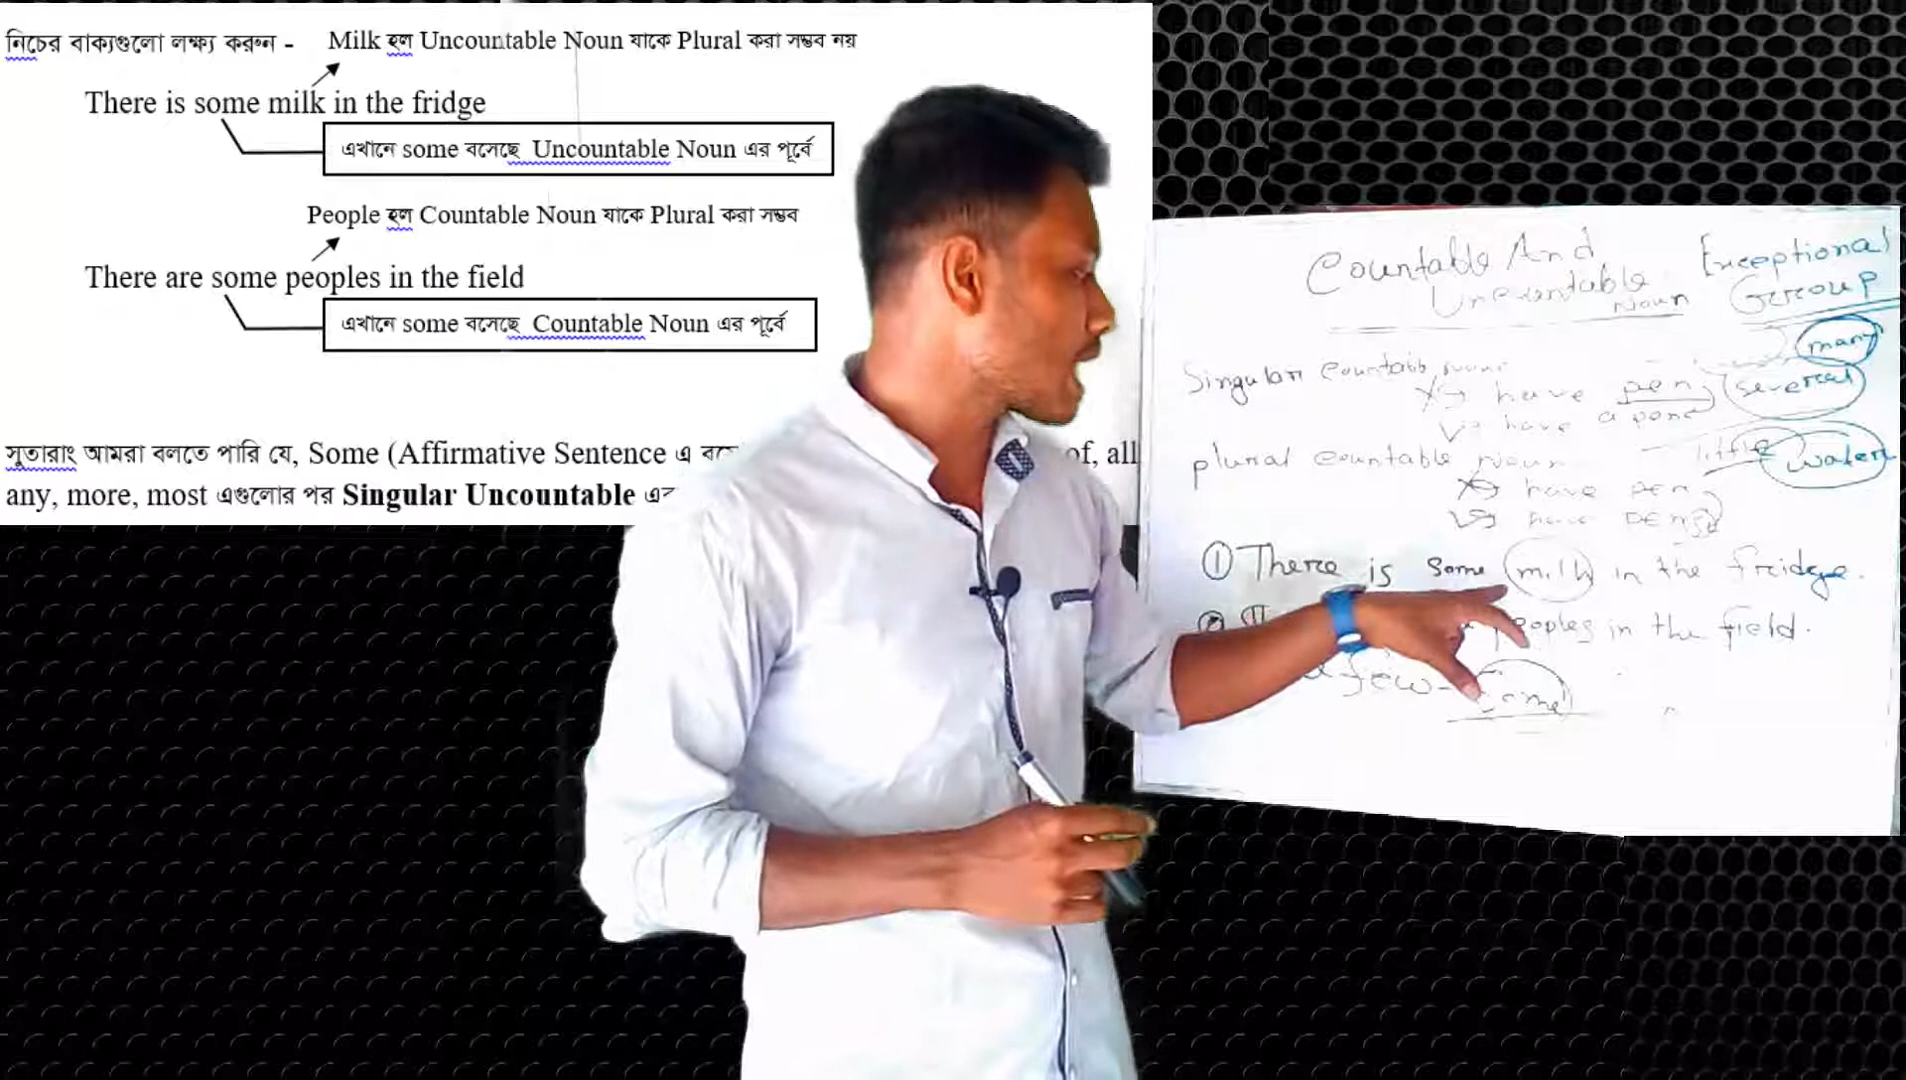 নিচের বাক্যগুলো লক্ষ্য করুন -
Milk হল Uncountable Noun যাকে Plural করা সম্ভব নয়
There is some milk in the fridge
এখানে some বসেছে Uncountable Noun এর পূর্বে
People হল Countable Noun যাকে Plural করা সম্ভব
There are some peoples in the field
এখানে some বসেছে Countable Noun এর পূর্বে
সুতারাং আমরা বলতে পারি যে, Some (Affirmative Sentence এ of, all
any, more, most এগুলোর পর Singular Uncountable
Countable And
Uncountable
Noun
Exceptional
Group
many
Singular countable noun
have pen
several
have a pen
plural countable noun
little water
have pen
have pens
① There is some milk in the fridge.
② peoples in the field.
a few - some